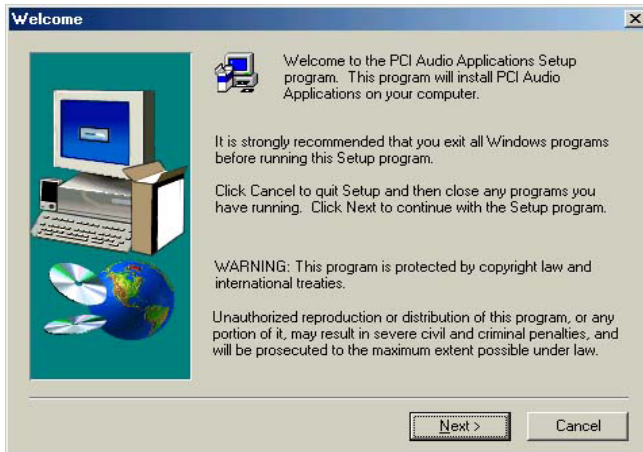 Welcome
Welcome to the PCI Audio Applications Setup
program. This program will install PCI Audio
Applications on your computer.
It is strongly recommended that you exit all Windows programs
before running this Setup program.
Click Cancel to quit Setup and then close any programs you
have running. Click Next to continue with the Setup program.
WARNING: This program is protected by copyright law and
international treaties.
Unauthorized reproduction or distribution of this program, or any
portion of it, may result in severe civil and criminal penalties, and
will be prosecuted to the maximum extent possible under law.
Next >
Cancel